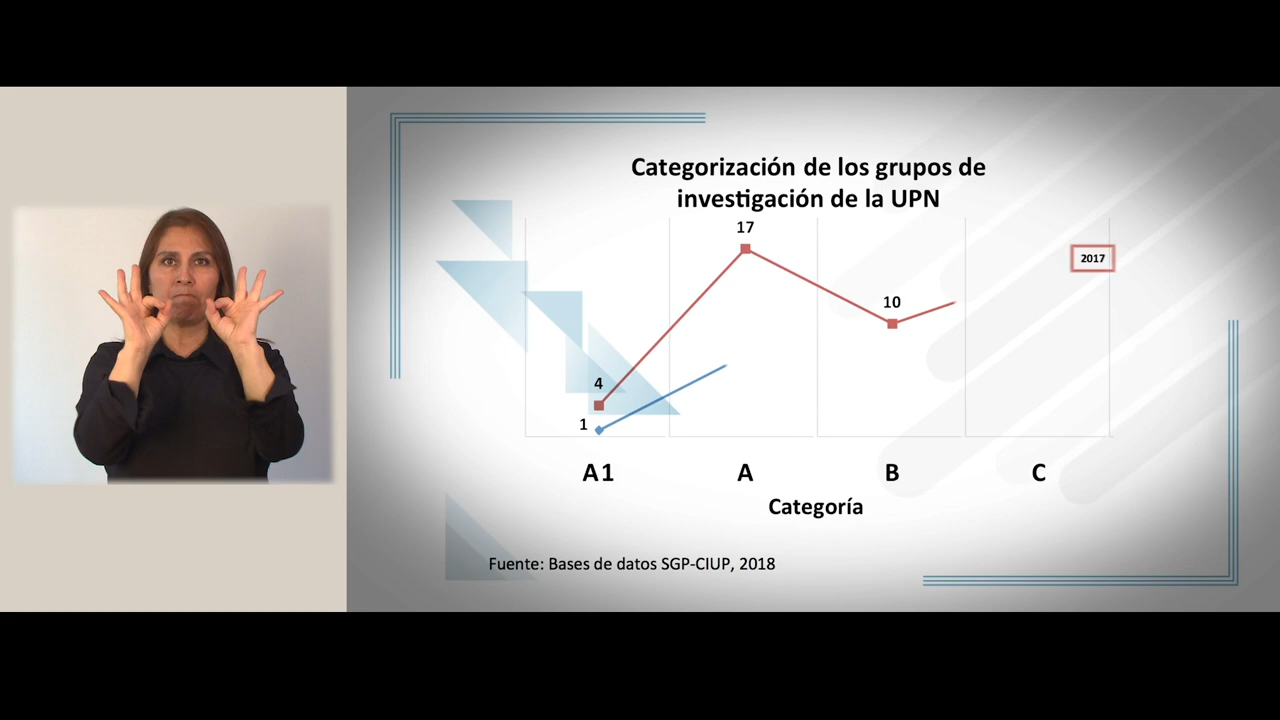 Categorización de los grupos de
investigación de la UPN
17
2017
10
4
1
A1 A B C
Categoría
Fuente: Bases de datos SGP-CIUP, 2018